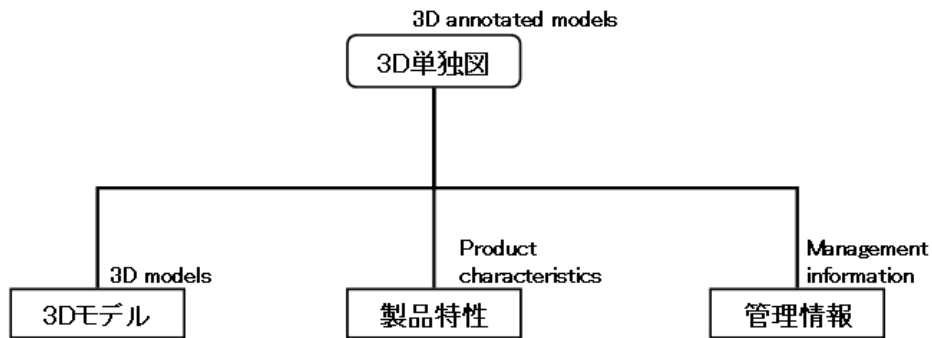 3D annotated models
3D単独図
3D models
3Dモデル
Product
characteristics
製品特性
Management
information
管理情報